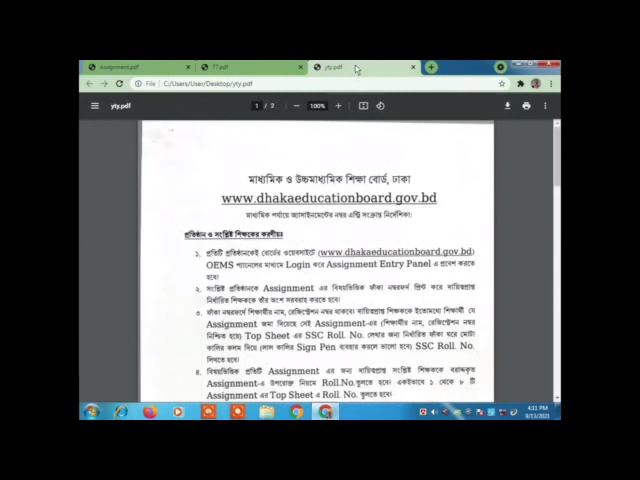 Assignment.pdf
77.pdf
yty.pdf
File
C:/Users/User/Desktop/yty.pdf
yty.pdf
1 / 2
100%
মাধ্যমিক ও উচ্চমাধ্যমিক শিক্ষা বোর্ড, ঢাকা
www.dhakaeducationboard.gov.bd
মাধ্যমিক পর্যায়ে অ্যাসাইনমেন্টের নম্বর এন্ট্রি সংক্রান্ত নির্দেশিকা:
প্রতিষ্ঠান ও সংশ্লিষ্ট শিক্ষকের করণীয়ঃ
১. প্রতিটি প্রতিষ্ঠানকেই বোর্ডের ওয়েবসাইটে (www.dhakaeducationboard.gov.bd)
OEMS প্যানেলের মাধ্যমে Login করে Assignment Entry Panel এ প্রবেশ করতে
হবে।
২. সংশ্লিষ্ট প্রতিষ্ঠানকে Assignment এর বিষয়ভিত্তিক ফাঁকা নম্বরফর্দ প্রিন্ট করে দায়িত্বপ্রাপ্ত
নির্ধারিত শিক্ষককে তাঁর অংশ সরবরাহ করতে হবে।
৩. ফাঁকা নম্বরফর্দে শিক্ষার্থীর নাম, রেজিস্ট্রেশন নম্বর থাকবে। দায়িত্বপ্রাপ্ত শিক্ষককে ইতোমধ্যে শিক্ষার্থী যে
Assignment জমা দিয়েছে সেই Assignment-এর (শিক্ষার্থীর নাম, রেজিস্ট্রেশন নম্বর
নিশ্চিত হয়ে) Top Sheet এর SSC Roll. No. লেখার জন্য নির্ধারিত ফাঁকা ঘরে মোটা
কালির কলম দিয়ে (লাল কালির Sign Pen ব্যবহার করলে ভালো হবে) SSC Roll. No.
লিখতে হবে।
৪. বিষয়ভিত্তিক প্রতিটি Assignment এর জন্য দায়িত্বপ্রাপ্ত সংশ্লিষ্ট শিক্ষককে বরাদ্দকৃত
Assignment-এ উপরোক্ত নিয়মে Roll.No.তুলতে হবে। একইভাবে ১ থেকে ৮ টি
Assignment এর Top Sheet এ Roll. No. তুলতে হবে।
4:11 PM
9/13/2021